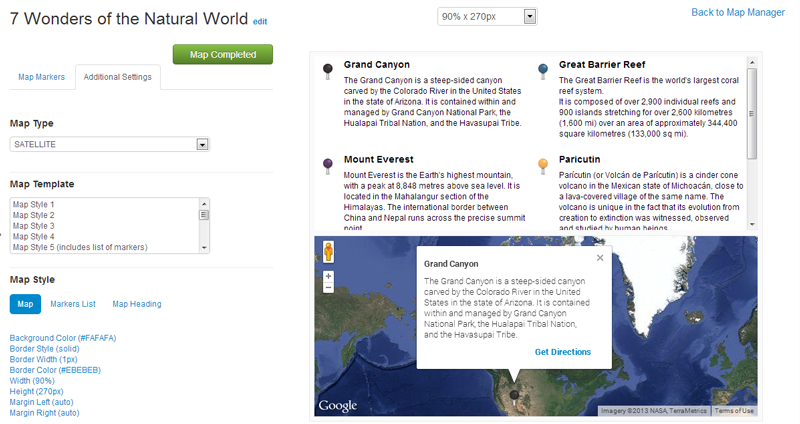 7 Wonders of the Natural World edit
90% x 270px
Back to Map Manager
Map Completed
Map Markers
Additional Settings
Map Type
SATELLITE
Map Template
Map Style 1
Map Style 2
Map Style 3
Map Style 4
Map Style 5 (includes list of markers)
Map Style
Map
Markers List
Map Heading
Background Color (#FAFAFA)
Border Style (solid)
Border Width (1px)
Border Color (#EBEBEB)
Width (90%)
Height (270px)
Margin Left (auto)
Margin Right (auto)
Grand Canyon
The Grand Canyon is a steep-sided canyon
carved by the Colorado River in the United States
in the state of Arizona. It is contained within and
managed by Grand Canyon National Park, the
Hualapai Tribal Nation, and the Havasupai Tribe.
Great Barrier Reef
The Great Barrier Reef is the world's largest coral
reef system.
It is composed of over 2,900 individual reefs and
900 islands stretching for over 2,600 kilometres
(1,600 mi) over an area of approximately 344,400
square kilometres (133,000 sq mi).
Mount Everest
Mount Everest is the Earth's highest mountain,
with a peak at 8,848 metres above sea level. It is
located in the Mahalangur section of the
Himalayas. The international border between
China and Nepal runs across the precise summit
point.
Paricutin
Parícutin (or Volcán de Parícutin) is a cinder cone
volcano in the Mexican state of Michoacán, close to
a lava-covered village of the same name. The
volcano is unique in the fact that its evolution from
creation to extinction was witnessed, observed
and studied by human beings.
Grand Canyon
The Grand Canyon is a steep-sided canyon
carved by the Colorado River in the United
States in the state of Arizona. It is contained
within and managed by Grand Canyon
National Park, the Hualapai Tribal Nation,
and the Havasupai Tribe.
Get Directions
Google
Imagery ©2013 NASA, TerraMetrics
Terms of Use